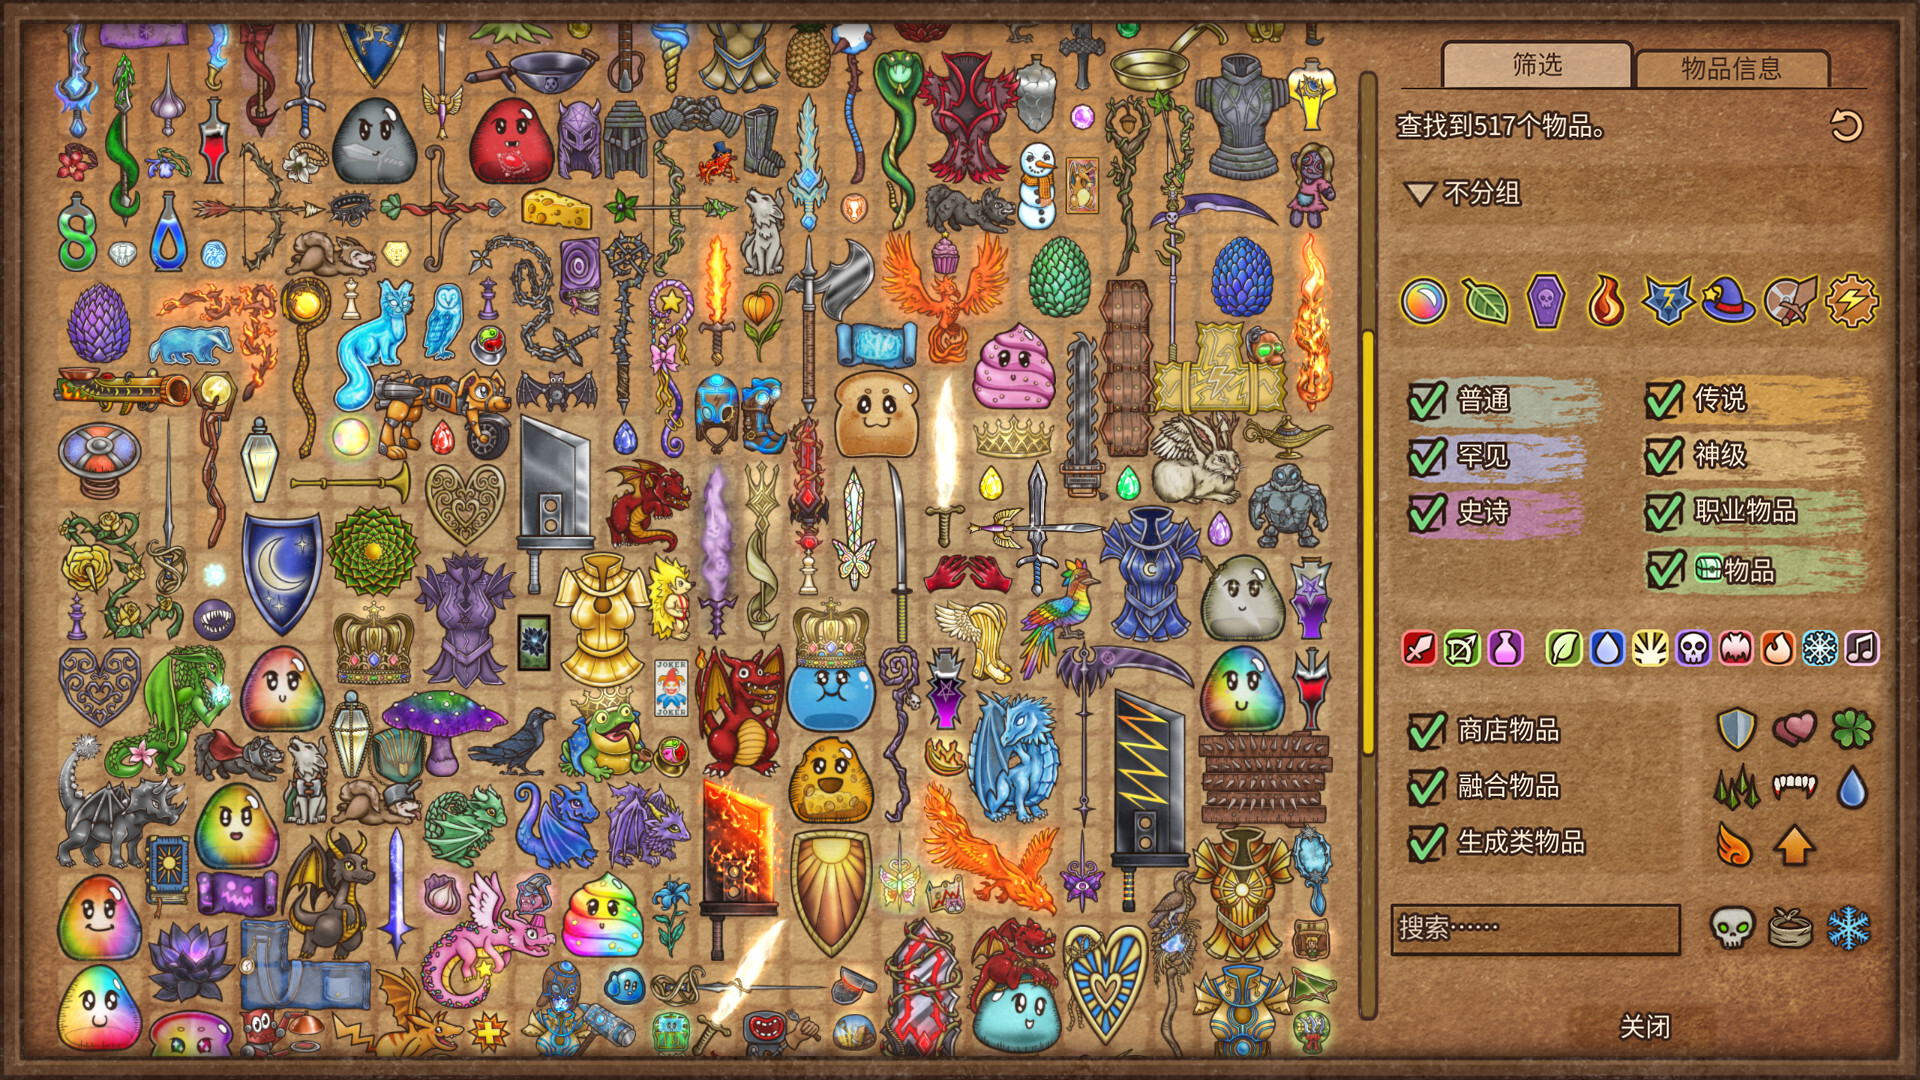 筛选
物品信息
查找到517个物品。
不分组
普通
传说
罕见
神级
史诗
职业物品
物品
商店物品
融合物品
生成类物品
搜索……
关闭
JOKER
JOKER